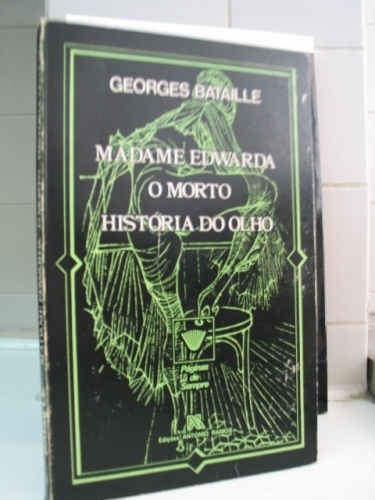 GEORGES BATAILLE
MADAME EDWARDA
O MORTO
HISTÓRIA DO OLHO
Páginas
de
Sempre
Edições ANTÓNIO RAMOS